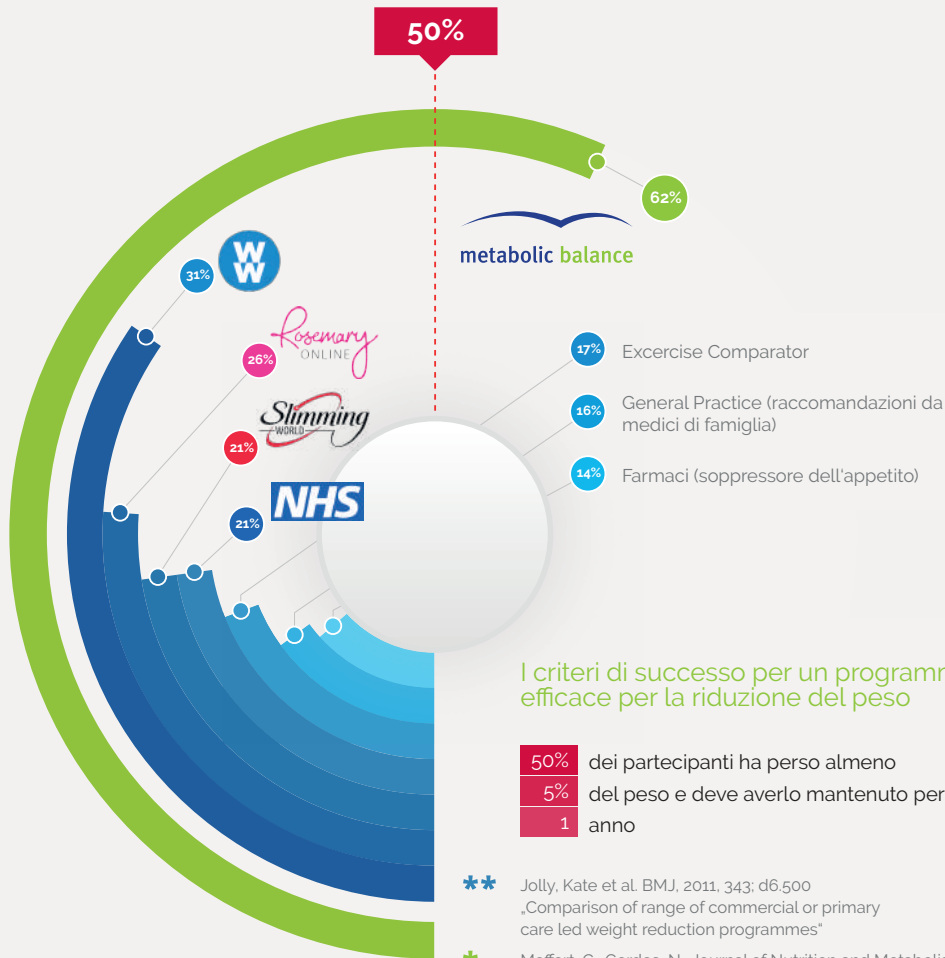 50%
62%
metabolic balance
W
W
31%
Rosemary
ONLINE
26%
Slimming
WORLD
21%
NHS
21%
17% Excercise Comparator
16% General Practice (raccomandazioni da
medici di famiglia)
14% Farmaci (soppressore dell'appetito)
I criteri di successo per un program
efficace per la riduzione del peso
50% dei partecipanti ha perso almeno
5% del peso e deve averlo mantenuto per
1 anno
** Jolly, Kate et al. BMJ, 2011, 343; d6.500
„Comparison of range of commercial or primary
care led weight reduction programmes“
*